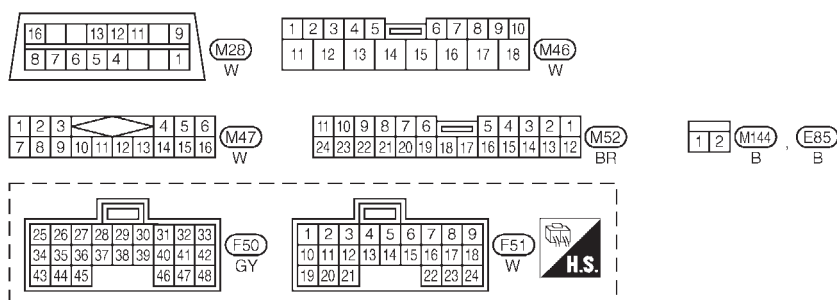 16 13 12 11 9
8 7 6 5 4 1
M28
W
1 2 3 4 5 6 7 8 9 10
11 12 13 14 15 16 17 18
M46
W
1 2 3 4 5 6
7 8 9 10 11 12 13 14 15 16
M47
W
11 10 9 8 7 6 5 4 3 2 1
24 23 22 21 20 19 18 17 16 15 14 13 12
M52
BR
1 2
M144 , E85
B B
25 26 27 28 29 30 31 32 33
34 35 36 37 38 39 40 41 42
43 44 45 46 47 48
F50
GY
1 2 3 4 5 6 7 8 9
10 11 12 13 14 15 16 17 18
19 20 21 22 23 24
F51
W
H.S.